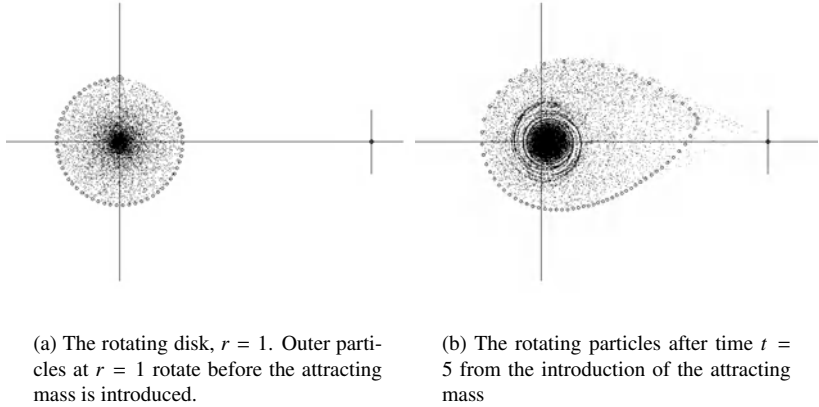 (a) The rotating disk, r = 1. Outer parti-
cles at r = 1 rotate before the attracting
mass is introduced.
(b) The rotating particles after time t =
5 from the introduction of the attracting
mass